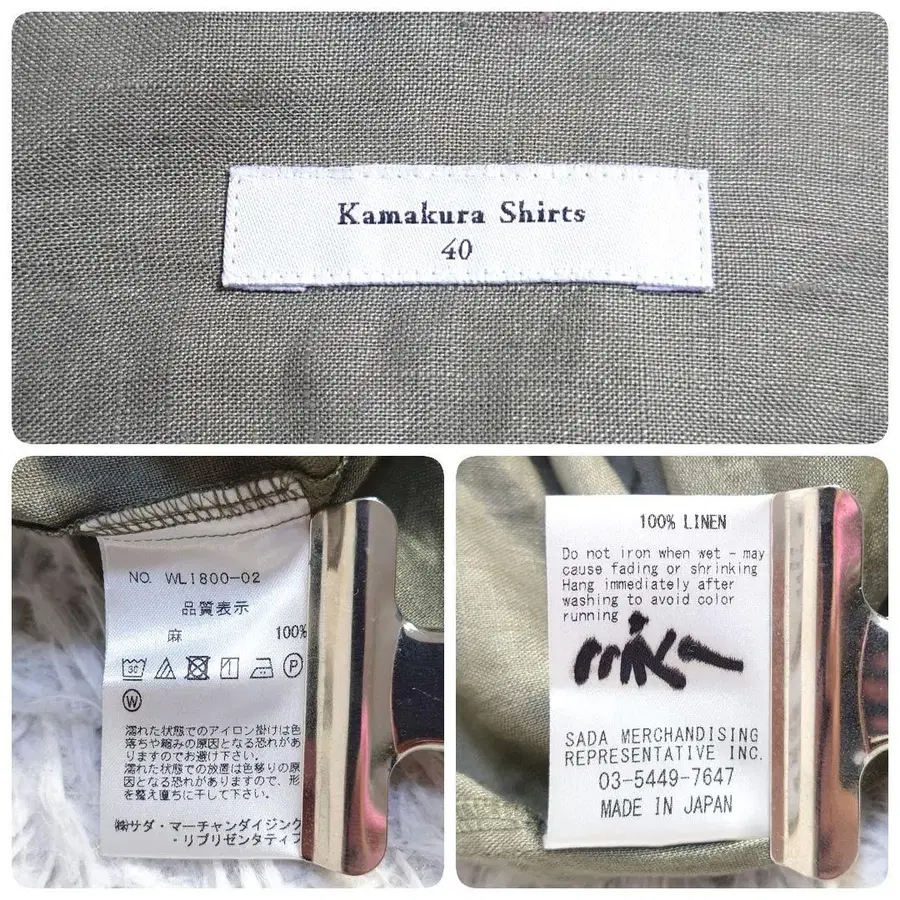 Kamakura Shirts
40
NO. WL1800-02
品質表示
麻 100%
30
P
W
濡れた状態でのアイロン掛けは色
落ちや縮みの原因となる恐れがあ
りますのでお避け下さい。
濡れた状態での放置は色移りの原
因となる恐れがありますので、形
を整え直ちに干して下さい。
㈱サダ・マーチャンダイジング
・リプリゼンタティブ
100% LINEN
Do not iron when wet - may
cause fading or shrinking
Hang immediately after
washing to avoid color
running
SADA MERCHANDISING
REPRESENTATIVE INC.
03-5449-7647
MADE IN JAPAN